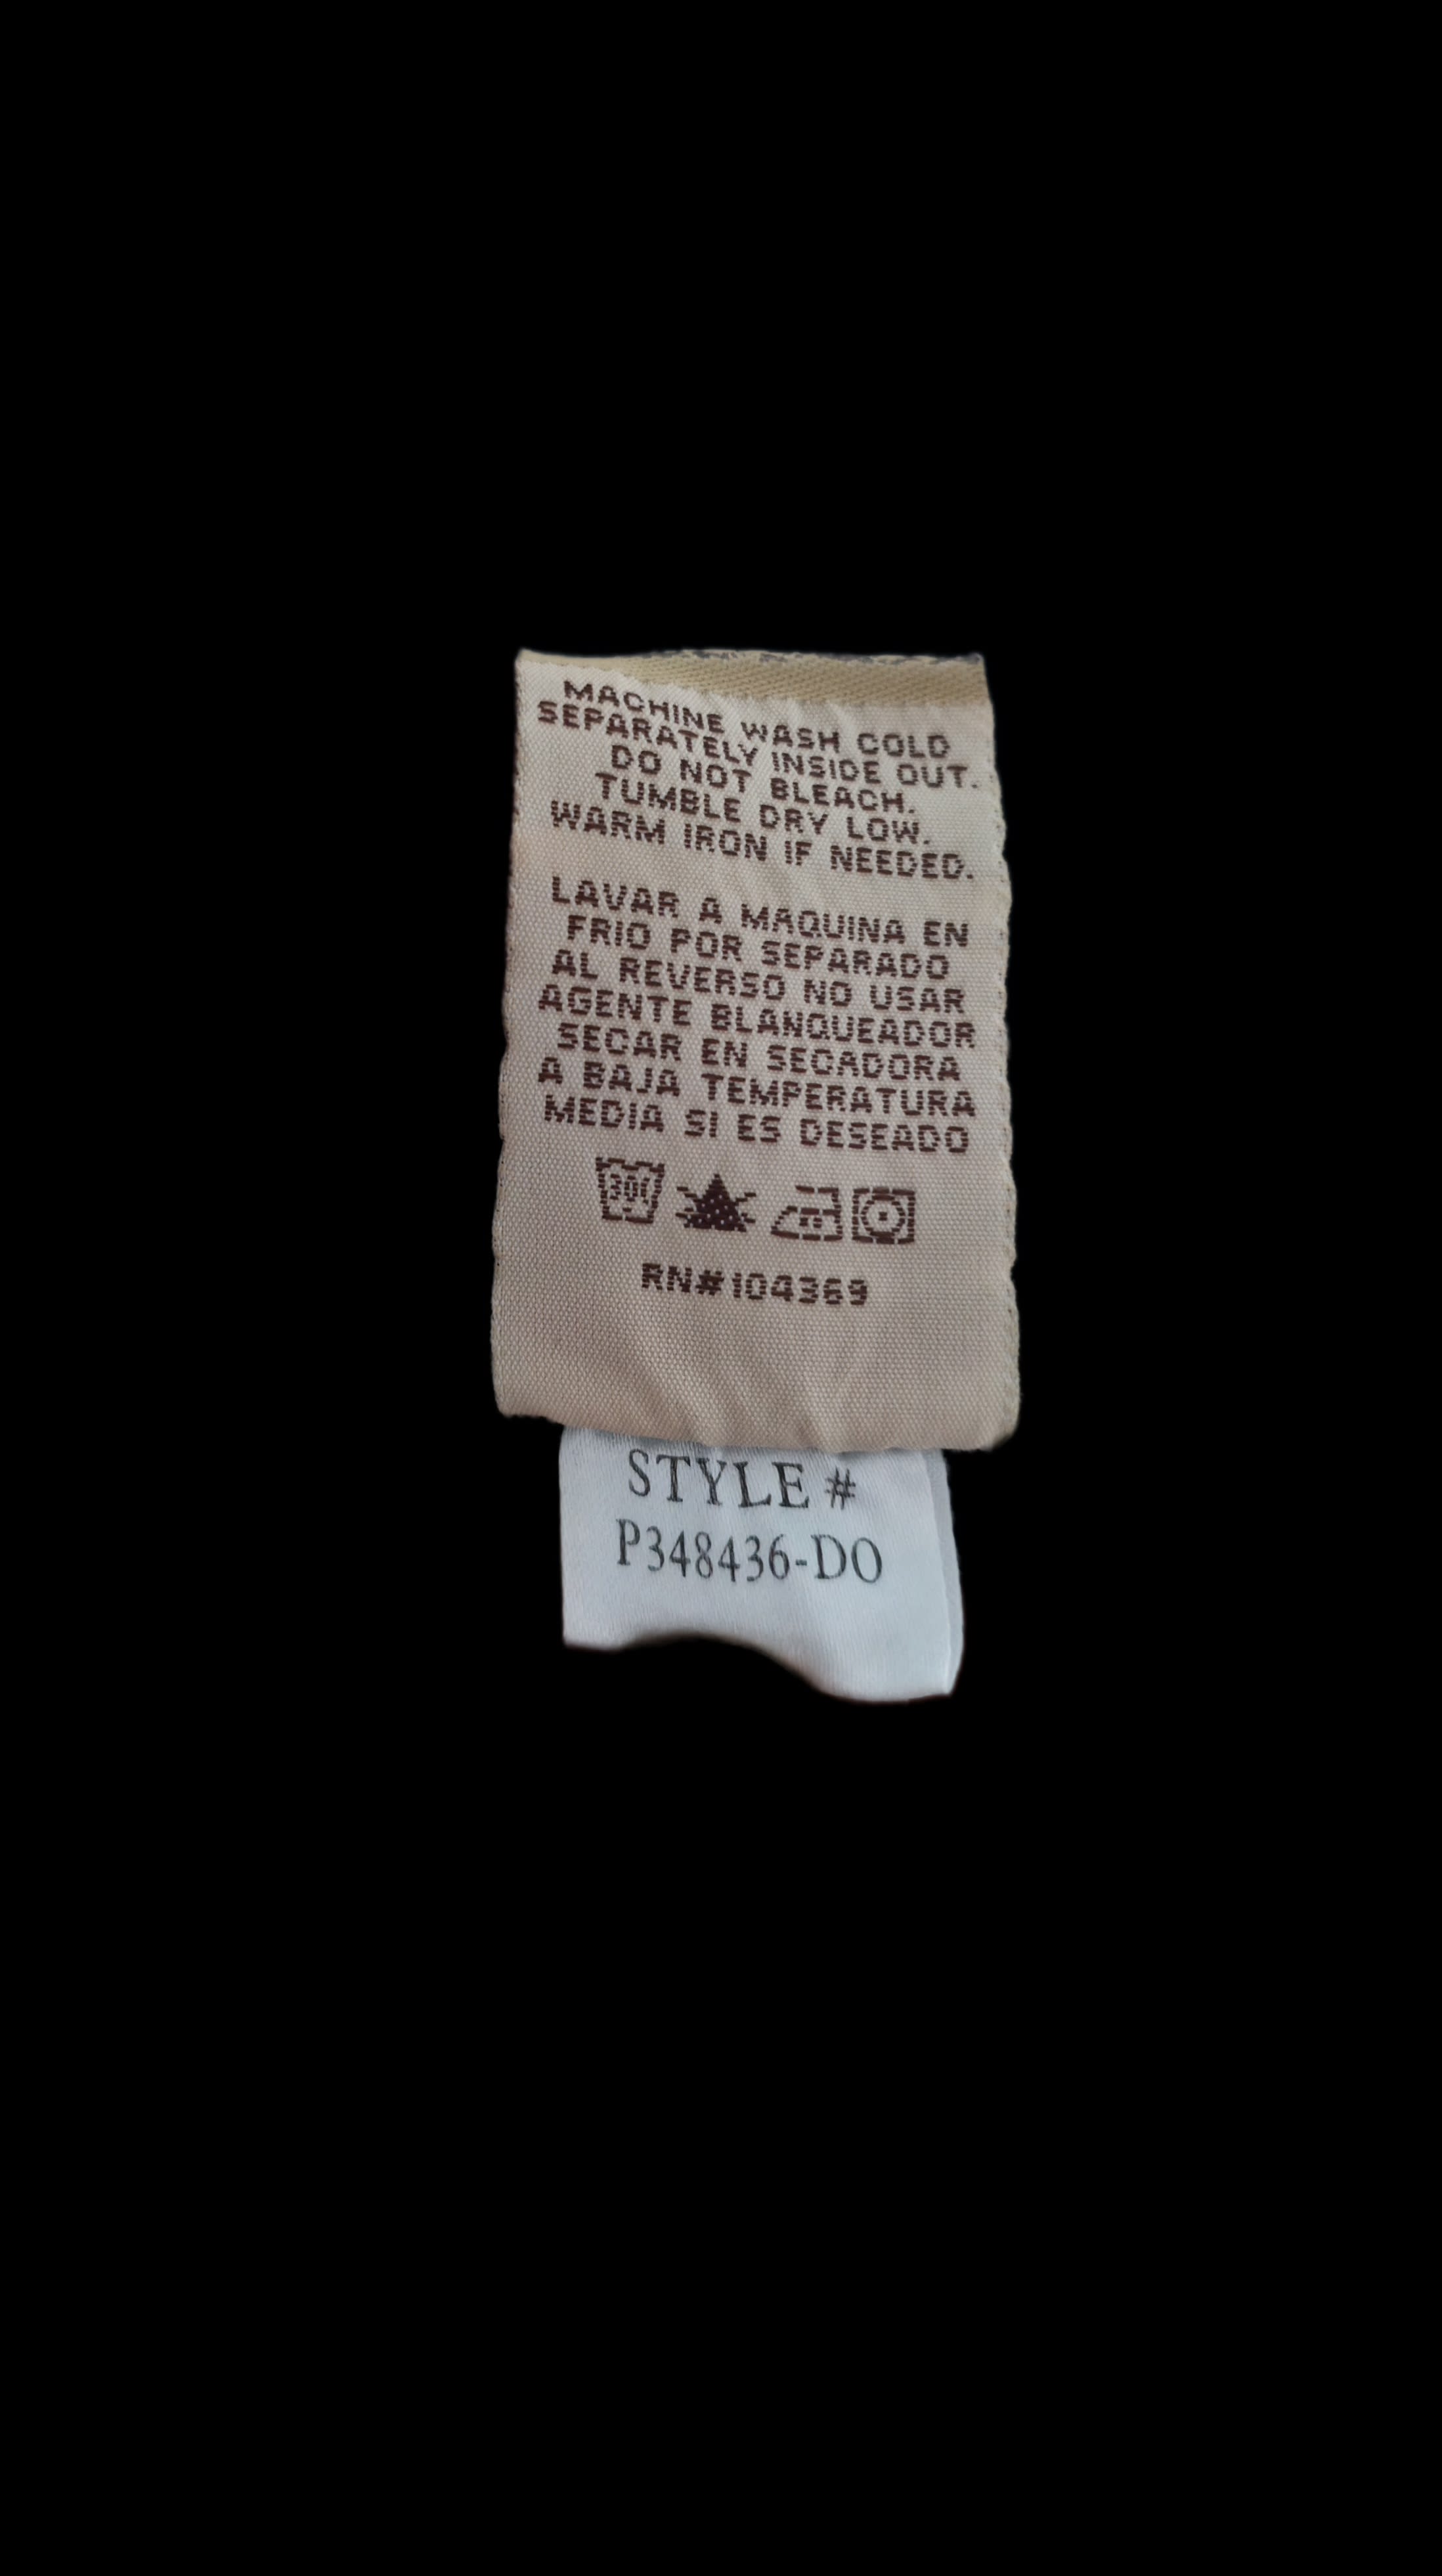 MACHINE WASH COLD
SEPARATELY INSIDE OUT.
DO NOT BLEACH.
TUMBLE DRY LOW.
WARM IRON IF NEEDED.
LAVAR A MAQUINA EN
FRIO POR SEPARADO
AL REVERSO NO USAR
AGENTE BLANQUEADOR
SECAR EN SECADORA
A BAJA TEMPERATURA
MEDIA SI ES DESEADO
30C
RN#104369
STYLE #
P348436-DO